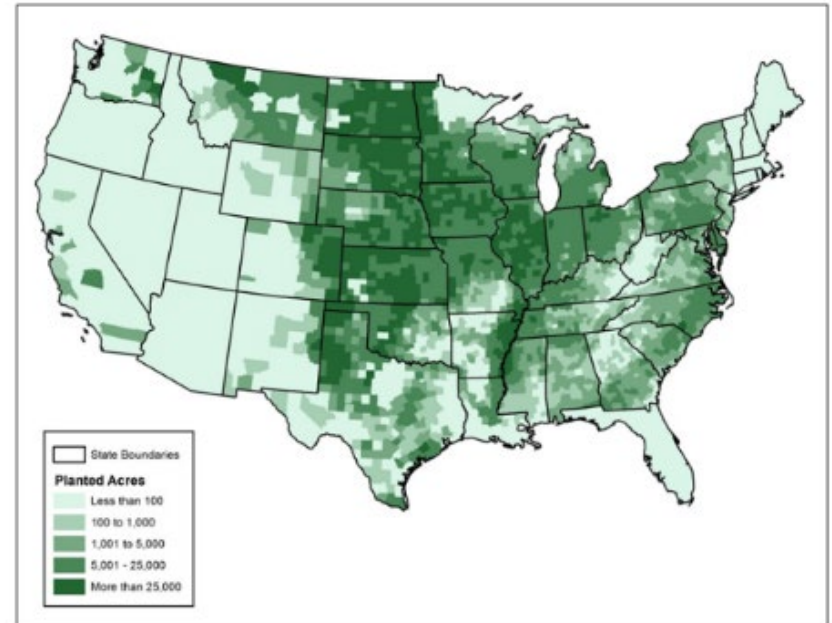 State Boundaries
Planted Acres
Less than 100
100 to 1,000
1,001 to 5,000
5,001 - 25,000
More than 25,000